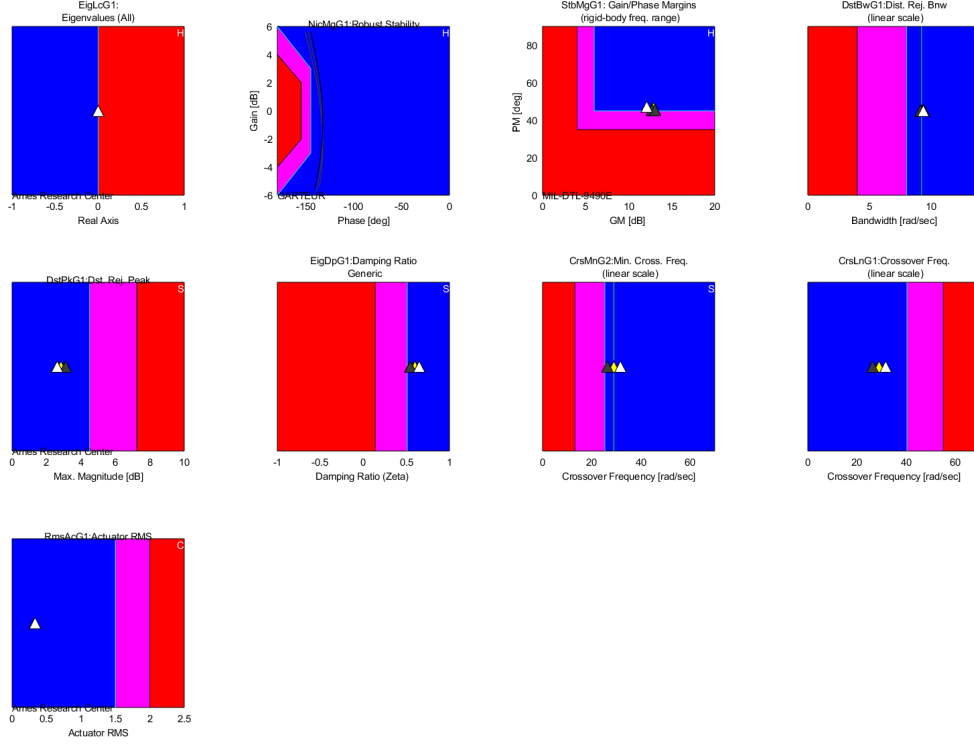 EigLcG1:
Eigenvalues (All)
H
Ames Research Center
-1 -0.5 0 0.5 1
Real Axis
NicMgG1:Robust Stability
H
6
4
2
0
-2
-4
-6
Gain [dB]
GARTEUR
-150 -100 -50 0
Phase [deg]
StbMgG1: Gain/Phase Margins
(rigid-body freq. range)
H
80
60
40
20
0
PM [deg]
MIL-DTL-9490E
0 5 10 15 20
GM [dB]
DstBwG1:Dist. Rej. Bnw
(linear scale)
0 5 10
Bandwidth [rad/sec]
DstPkG1:Dst. Rej. Peak
S
Ames Research Center
0 2 4 6 8 10
Max. Magnitude [dB]
EigDpG1:Damping Ratio
Generic
S
-1 -0.5 0 0.5 1
Damping Ratio (Zeta)
CrsMnG2:Min. Cross. Freq.
(linear scale)
S
0 20 40 60
Crossover Frequency [rad/sec]
CrsLnG1:Crossover Freq.
(linear scale)
0 20 40 60
Crossover Frequency [rad/sec]
RmsAcG1:Actuator RMS
C
Ames Research Center
0 0.5 1 1.5 2 2.5
Actuator RMS